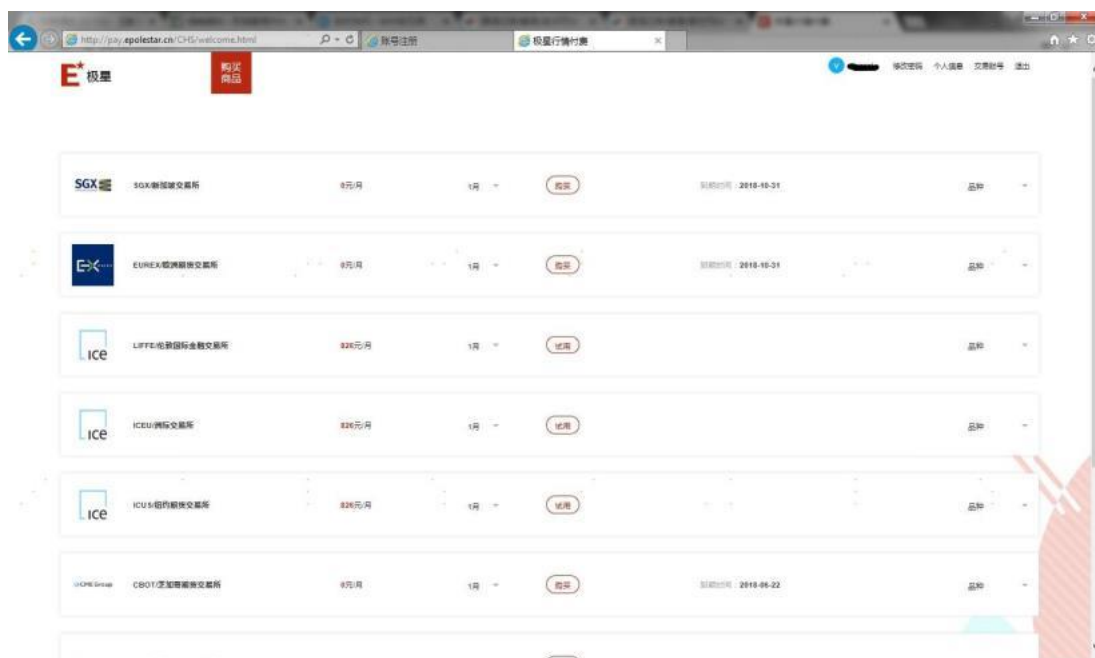 http://pay.epolestar.cn/CHS/welcome.html
账号注册
极星行情付费
E 极星
购买
商品
修改密码 个人信息 交易账号 退出
SGX SGX/新加坡交易所 0元/月 1月 购买 到期时间：2018-10-31 品种
EX EUREX/欧洲期货交易所 0元/月 1月 购买 到期时间：2018-10-31 品种
ice LIFFE/伦敦国际金融交易所 826元/月 1月 试用 品种
ice ICEU/洲际交易所 826元/月 1月 试用 品种
ice ICUS/纽约期货交易所 826元/月 1月 试用 品种
CME Group CBOT/芝加哥期货交易所 0元/月 1月 购买 到期时间：2018-06-22 品种